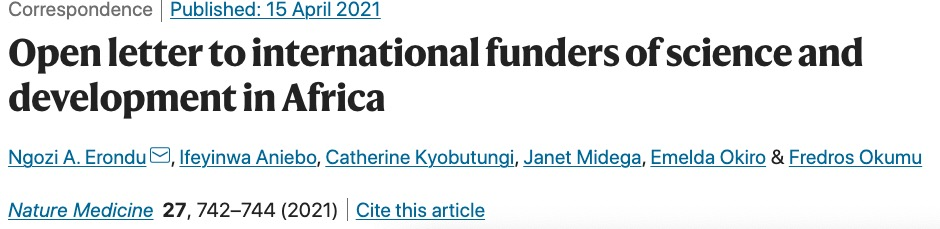 Correspondence | Published: 15 April 2021
Open letter to international funders of science and
development in Africa
Ngozi A. Erondu, Ifeyinwa Aniebo, Catherine Kyobutungi, Janet Midega, Emelda Okiro & Fredros Okumu
Nature Medicine 27, 742–744 (2021) | Cite this article